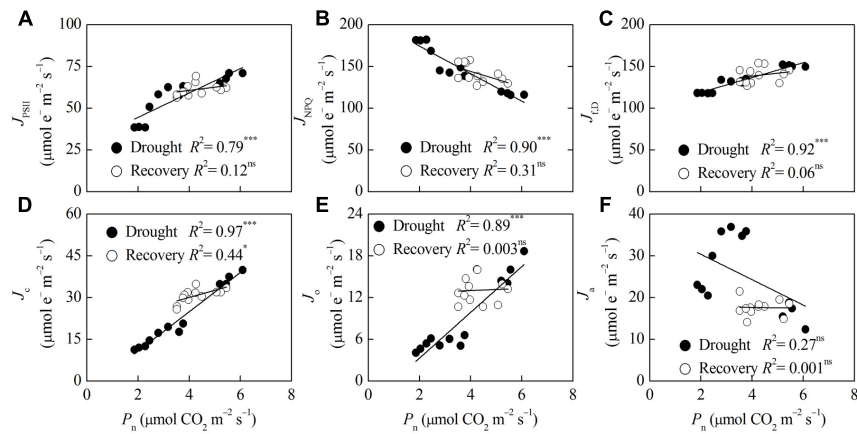 A
B
C
100
75
50
25
0
J_PSII
(μmol e⁻ m⁻² s⁻¹)
Drought R²= 0.79***
Recovery R²= 0.12ns
200
150
100
50
0
J_NPQ
(μmol e⁻ m⁻² s⁻¹)
Drought R²= 0.90***
Recovery R²= 0.31ns
200
150
100
50
0
J_f,D
(μmol e⁻ m⁻² s⁻¹)
Drought R²= 0.92***
Recovery R²= 0.06ns
D
E
F
60
45
30
15
0
J_c
(μmol e⁻ m⁻² s⁻¹)
Drought R²= 0.97***
Recovery R²= 0.44*
0 2 4 6 8
P_n (μmol CO₂ m⁻² s⁻¹)
24
18
12
6
0
J_o
(μmol e⁻ m⁻² s⁻¹)
Drought R²= 0.89***
Recovery R²= 0.003ns
0 2 4 6 8
P_n (μmol CO₂ m⁻² s⁻¹)
40
30
20
10
0
J_a
(μmol e⁻ m⁻² s⁻¹)
Drought R²= 0.27ns
Recovery R²= 0.001ns
0 2 4 6 8
P_n (μmol CO₂ m⁻² s⁻¹)